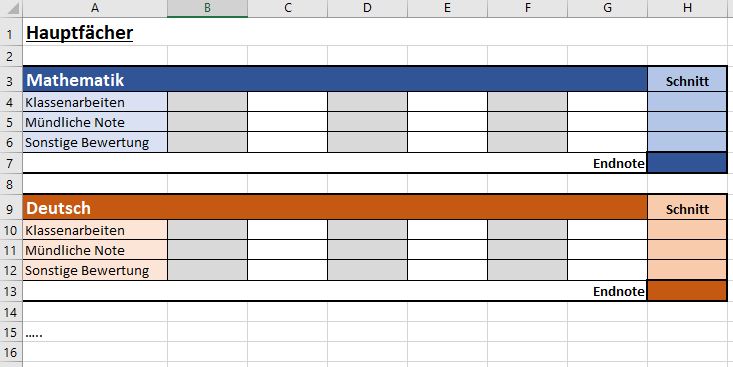 A B C D E F G H
1 Hauptfächer
2
3 Mathematik Schnitt
4 Klassenarbeiten
5 Mündliche Note
6 Sonstige Bewertung
7 Endnote
8
9 Deutsch Schnitt
10 Klassenarbeiten
11 Mündliche Note
12 Sonstige Bewertung
13 Endnote
14
15 .....
16